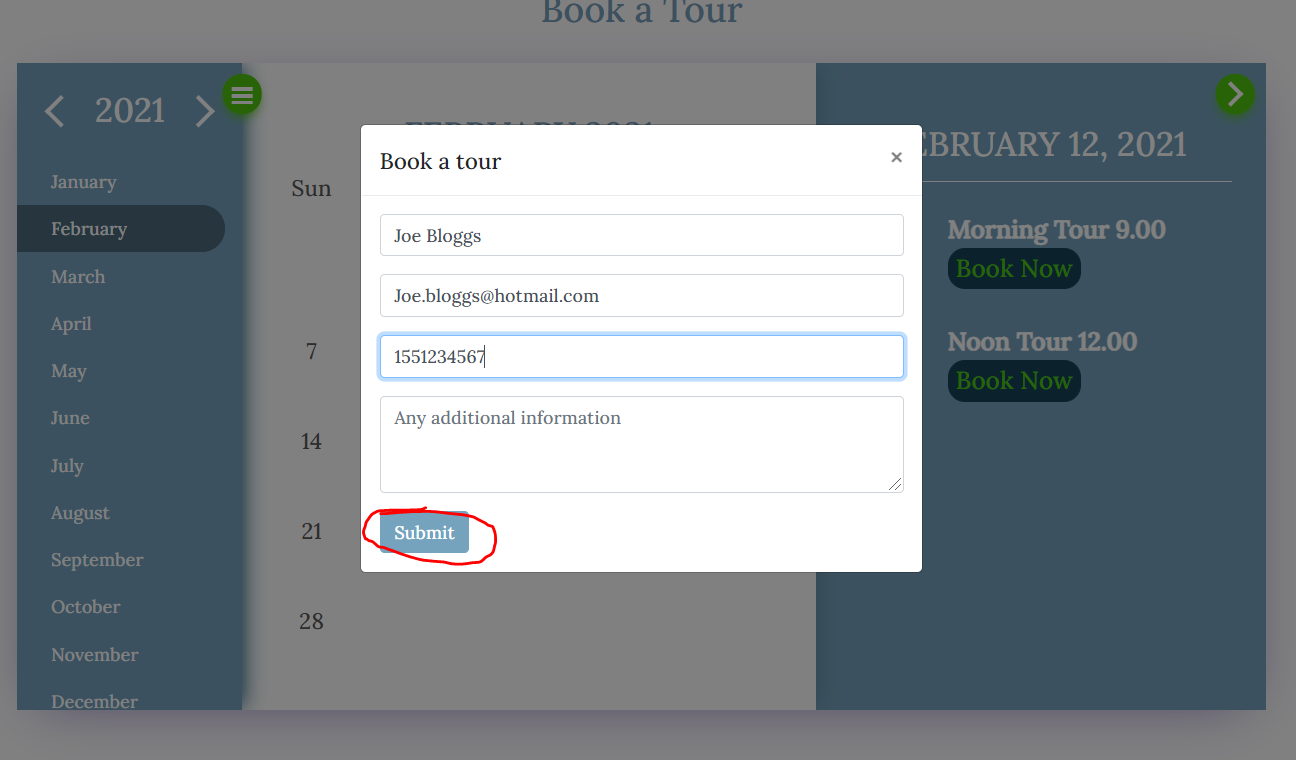 Book a Tour
2021
January
February
March
April
May
June
July
August
September
October
November
December
Sun
7
14
21
28
Book a tour
×
Joe Bloggs
Joe.bloggs@hotmail.com
1551234567
Any additional information
Submit
EBRUARY 12, 2021
Morning Tour 9.00
Book Now
Noon Tour 12.00
Book Now